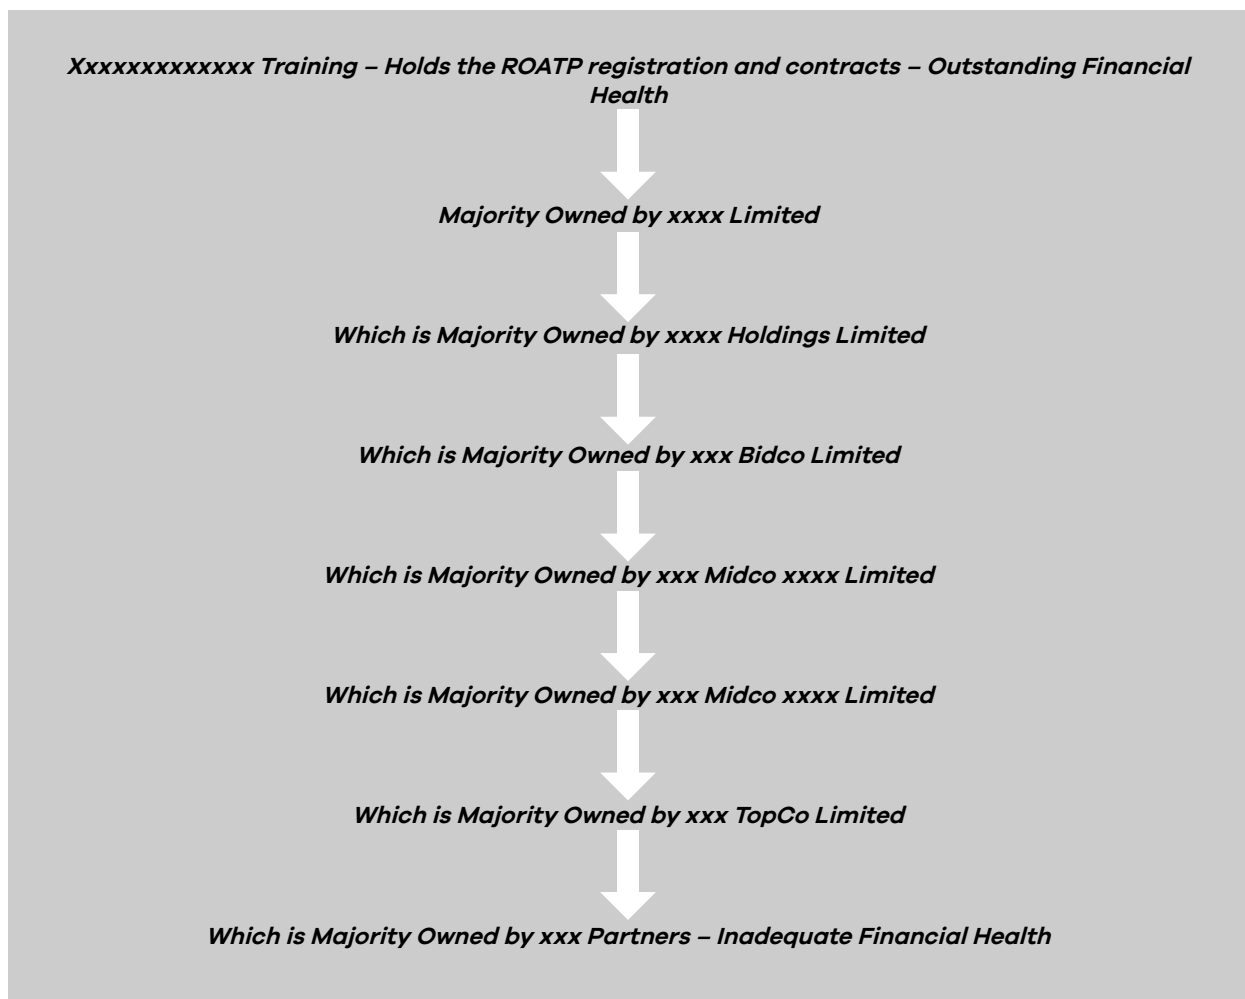 Xxxxxxxxxxxxx Training – Holds the ROATP registration and contracts – Outstanding Financial
Health
Majority Owned by xxxx Limited
Which is Majority Owned by xxxx Holdings Limited
Which is Majority Owned by xxx Bidco Limited
Which is Majority Owned by xxx Midco xxxx Limited
Which is Majority Owned by xxx Midco xxxx Limited
Which is Majority Owned by xxx TopCo Limited
Which is Majority Owned by xxx Partners – Inadequate Financial Health